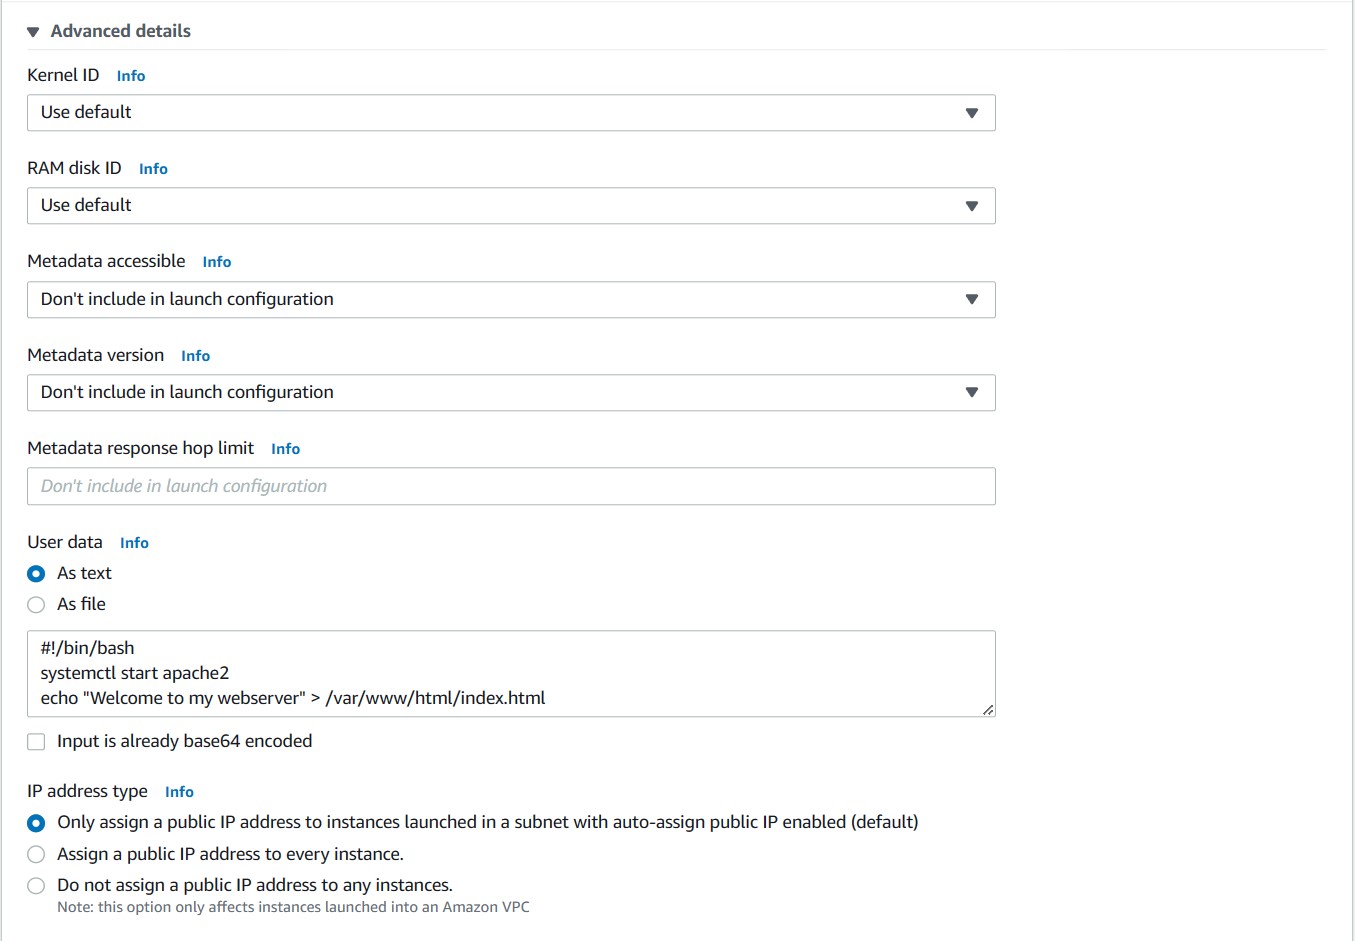 Advanced details
Kernel ID Info
Use default
RAM disk ID Info
Use default
Metadata accessible Info
Don't include in launch configuration
Metadata version Info
Don't include in launch configuration
Metadata response hop limit Info
Don't include in launch configuration
User data Info
As text
As file
#!/bin/bash
systemctl start apache2
echo "Welcome to my webserver" > /var/www/html/index.html
Input is already base64 encoded
IP address type Info
Only assign a public IP address to instances launched in a subnet with auto-assign public IP enabled (default)
Assign a public IP address to every instance.
Do not assign a public IP address to any instances.
Note: this option only affects instances launched into an Amazon VPC